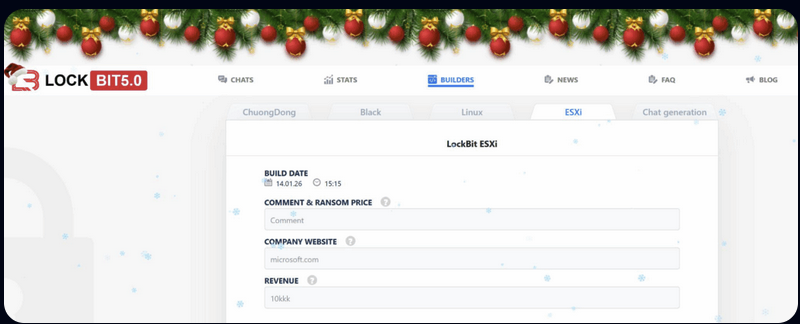 LOCKBIT5.0 CHATS STATS BUILDERS NEWS FAQ BLOG
ChuongDong Black Linux ESXi Chat generation
LockBit ESXi
BUILD DATE
14.01.26 15:15
COMMENT & RANSOM PRICE ?
Comment
COMPANY WEBSITE ?
microsoft.com
REVENUE ?
10kkk